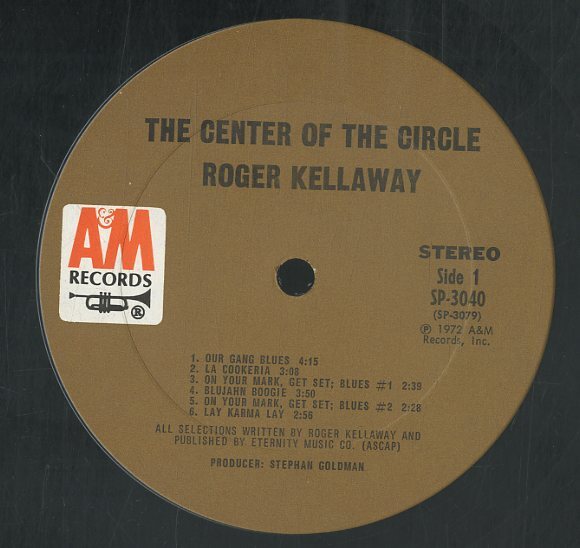 THE CENTER OF THE CIRCLE
ROGER KELLAWAY
A&M
RECORDS
®
STEREO
Side 1
SP-3040
(SP-3079)
℗ 1972 A&M
Records, Inc.
1. OUR GANG BLUES 4:15
2. LA COOKERIA 3:08
3. ON YOUR MARK, GET SET; BLUES #1 2:39
4. BLUJAHN BOOGIE 3:50
5. ON YOUR MARK, GET SET; BLUES #2 2:28
6. LAY KARMA LAY 2:56
ALL SELECTIONS WRITTEN BY ROGER KELLAWAY AND
PUBLISHED BY ETERNITY MUSIC CO. (ASCAP)
PRODUCER: STEPHAN GOLDMAN